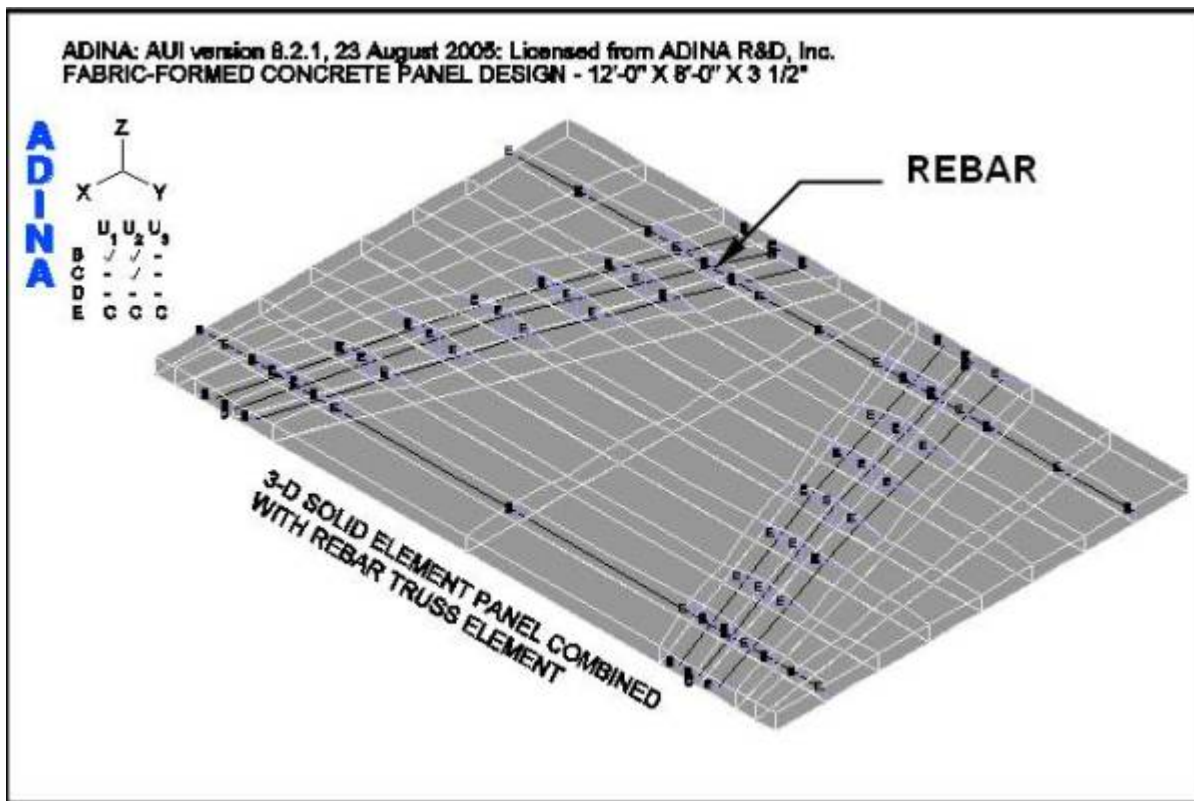 ADINA: AUI version 8.2.1, 23 August 2005: Licensed from ADINA R&D, Inc.
FABRIC-FORMED CONCRETE PANEL DESIGN - 12'-0" X 8'-0" X 3 1/2"
ADINA
Z
X Y
U1 U2 U3
B ✓ ✓ -
C - ✓ -
D - - -
E C C C
REBAR
3-D SOLID ELEMENT PANEL COMBINED
WITH REBAR TRUSS ELEMENT